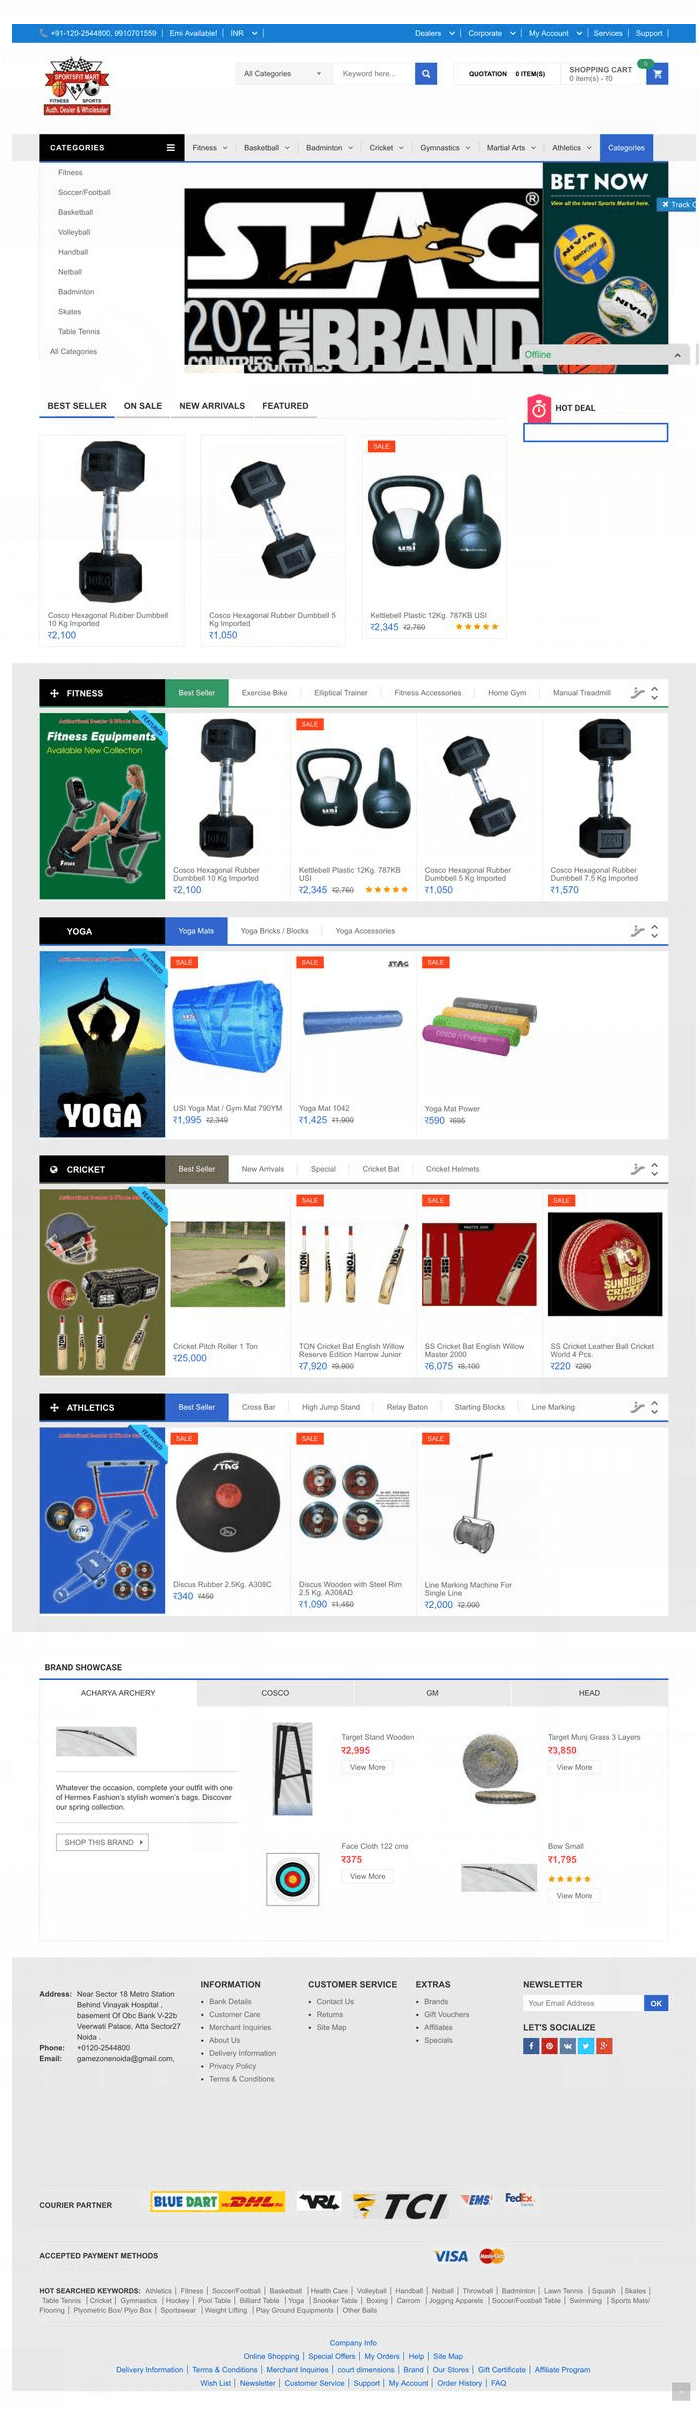 +91-120-2544800, 9910701559 | Emi Available! | INR
Dealers | Corporate | My Account | Services | Support
SPORTSFIT MART
FITNESS SPORTS
Auth. Dealer & Wholesaler
All Categories
Keyword here...
QUOTATION 0 ITEM(S)
SHOPPING CART
0 item(s) - ₹0
0
CATEGORIES
Fitness
Basketball
Badminton
Cricket
Gymnastics
Martial Arts
Athletics
Categories
Fitness
Soccer/Football
Basketball
Volleyball
Handball
Netball
Badminton
Skates
Table Tennis
All Categories
STAG®
202
COUNTRIES
ONE
BRAND
BET NOW
View all the latest Sports Market here.
NIVIA
NIVIA
Track
Offline
BEST SELLER
ON SALE
NEW ARRIVALS
FEATURED
HOT DEAL
Cosco Hexagonal Rubber Dumbbell
10 Kg Imported
₹2,100
Cosco Hexagonal Rubber Dumbbell 5
Kg Imported
₹1,050
SALE
usi
Kettlebell Plastic 12Kg. 787KB USI
₹2,345 ₹2,760
FITNESS
Best Seller
Exercise Bike
Elliptical Trainer
Fitness Accessories
Home Gym
Manual Treadmill
FEATURED
Fitness Equipments
Available New Collection
Cosco Hexagonal Rubber
Dumbbell 10 Kg Imported
₹2,100
SALE
usi
Kettlebell Plastic 12Kg. 787KB
USI
₹2,345 ₹2,760
Cosco Hexagonal Rubber
Dumbbell 5 Kg Imported
₹1,050
Cosco Hexagonal Rubber
Dumbbell 7.5 Kg Imported
₹1,570
YOGA
Yoga Mats
Yoga Bricks / Blocks
Yoga Accessories
FEATURED
YOGA
SALE
USI Yoga Mat / Gym Mat 790YM
₹1,995 ₹2,349
SALE
STAG
Yoga Mat 1042
₹1,425 ₹1,900
SALE
COSCO FITNESS
Yoga Mat Power
₹590 ₹695
CRICKET
Best Seller
New Arrivals
Special
Cricket Bat
Cricket Helmets
FEATURED
Cricket Pitch Roller 1 Ton
₹25,000
SALE
TON Cricket Bat English Willow
Reserve Edition Harrow Junior
₹7,920 ₹9,900
SALE
MASTER 2000
SS Cricket Bat English Willow
Master 2000
₹6,075 ₹8,100
SALE
SUNRIDGES
CRICKET
WORLD
SS Cricket Leather Ball Cricket
World 4 Pcs.
₹220 ₹290
ATHLETICS
Best Seller
Cross Bar
High Jump Stand
Relay Baton
Starting Blocks
Line Marking
FEATURED
SALE
STAG
Discus Rubber 2.5Kg. A308C
₹340 ₹450
SALE
Discus Wooden with Steel Rim
2.5 Kg. A308AD
₹1,090 ₹1,450
SALE
Line Marking Machine For
Single Line
₹2,000 ₹2,900
BRAND SHOWCASE
ACHARYA ARCHERY
COSCO
GM
HEAD
Whatever the occasion, complete your outfit with one
of Hermes Fashion's stylish women's bags. Discover
our spring collection.
SHOP THIS BRAND
Target Stand Wooden
₹2,995
View More
Target Munj Grass 3 Layers
₹3,850
View More
Face Cloth 122 cms
₹375
View More
Bow Small
₹1,795
View More
Address: Near Sector 18 Metro Station
Behind Vinayak Hospital ,
basement Of Obc Bank V-22b
Veerwati Palace, Atta Sector27
Noida .
Phone: +0120-2544800
Email: gamezonenoida@gmail.com,
INFORMATION
Bank Details
Customer Care
Merchant Inquiries
About Us
Delivery Information
Privacy Policy
Terms & Conditions
CUSTOMER SERVICE
Contact Us
Returns
Site Map
EXTRAS
Brands
Gift Vouchers
Affiliates
Specials
NEWSLETTER
Your Email Address
OK
LET'S SOCIALIZE
COURIER PARTNER
BLUE DART DHL
VRL
TCI
EMS
FedEx
ACCEPTED PAYMENT METHODS
VISA MasterCard
HOT SEARCHED KEYWORDS: Athletics | Fitness | Soccer/Football | Basketball | Health Care | Volleyball | Handball | Netball | Throwball | Badminton | Lawn Tennis | Squash | Skates |
Table Tennis | Cricket | Gymnastics | Hockey | Pool Table | Billiard Table | Yoga | Snooker Table | Boxing | Carrom | Jogging Apparels | Soccer/Foosball Table | Swimming | Sports Mats/
Flooring | Plyometric Box/ Plyo Box | Sportswear | Weight Lifting | Play Ground Equipments | Other Balls
Company Info
Online Shopping | Special Offers | My Orders | Help | Site Map
Delivery Information | Terms & Conditions | Merchant Inquiries | court dimensions | Brand | Our Stores | Gift Certificate | Affiliate Program
Wish List | Newsletter | Customer Service | Support | My Account | Order History | FAQ